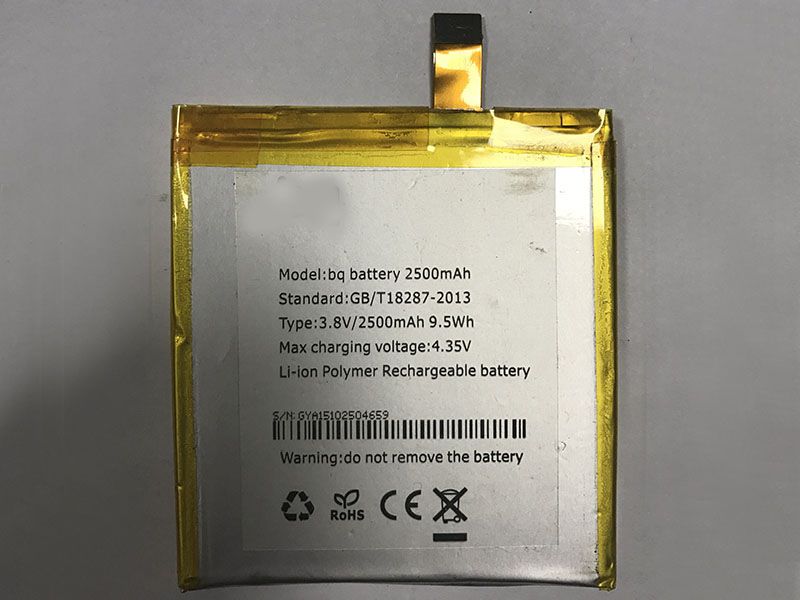 Model:bq battery 2500mAh
Standard:GB/T18287-2013
Type:3.8V/2500mAh 9.5Wh
Max charging voltage:4.35V
Li-ion Polymer Rechargeable battery
S/N: GYA15102504659
Warning:do not remove the battery
RoHS CE